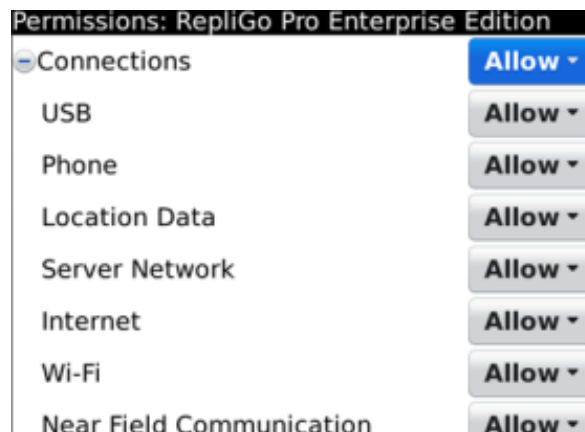 Permissions: RepliGo Pro Enterprise Edition
Connections Allow
USB Allow
Phone Allow
Location Data Allow
Server Network Allow
Internet Allow
Wi-Fi Allow
Near Field Communication Allow